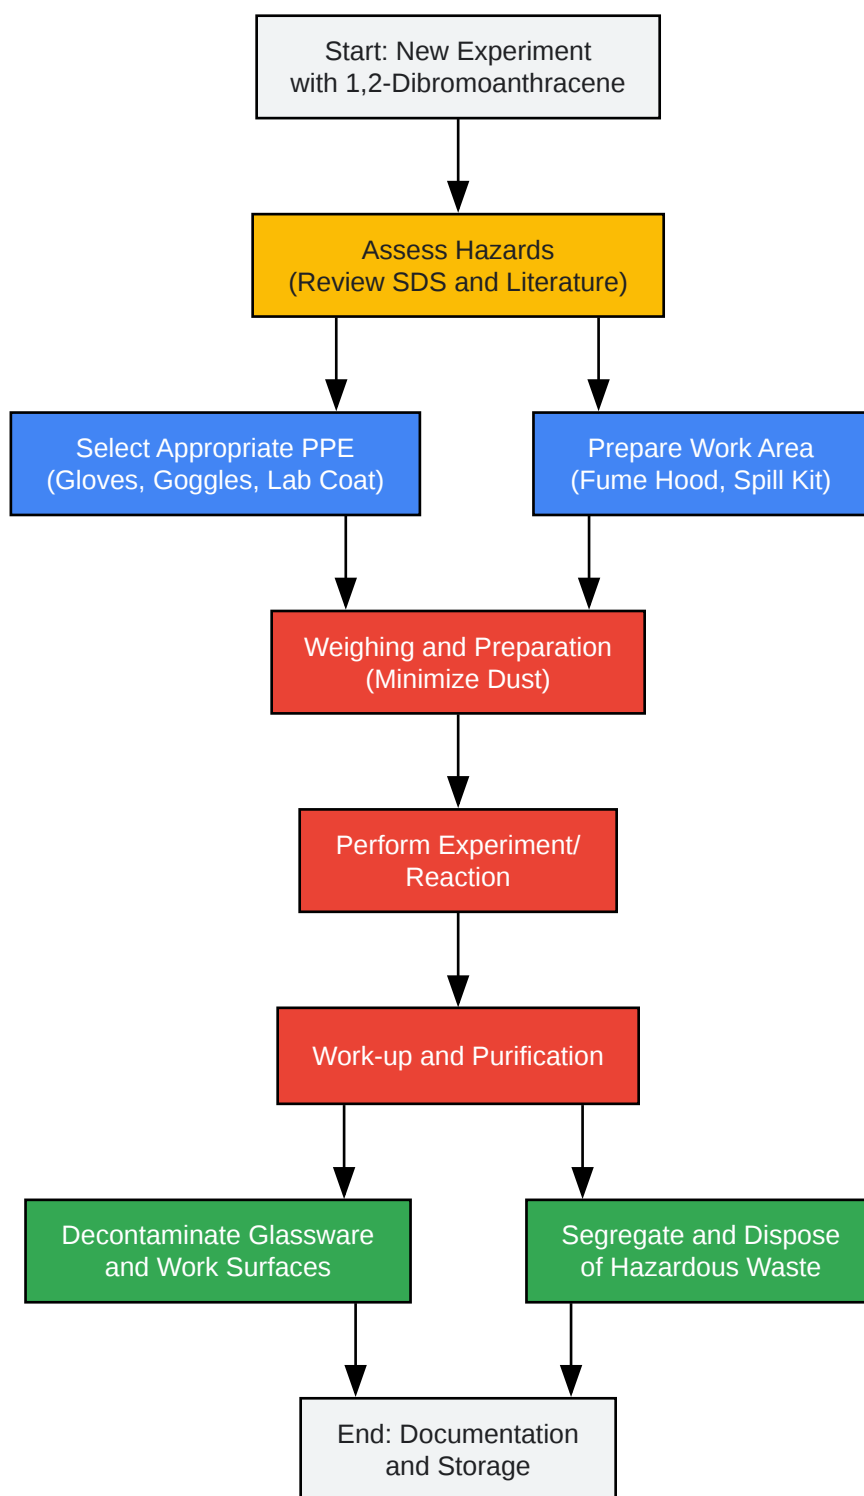 Start: New Experiment
with 1,2-Dibromoanthracene
Assess Hazards
(Review SDS and Literature)
Select Appropriate PPE
(Gloves, Goggles, Lab Coat)
Prepare Work Area
(Fume Hood, Spill Kit)
Weighing and Preparation
(Minimize Dust)
Perform Experiment/
Reaction
Work-up and Purification
Decontaminate Glassware
and Work Surfaces
Segregate and Dispose
of Hazardous Waste
End: Documentation
and Storage